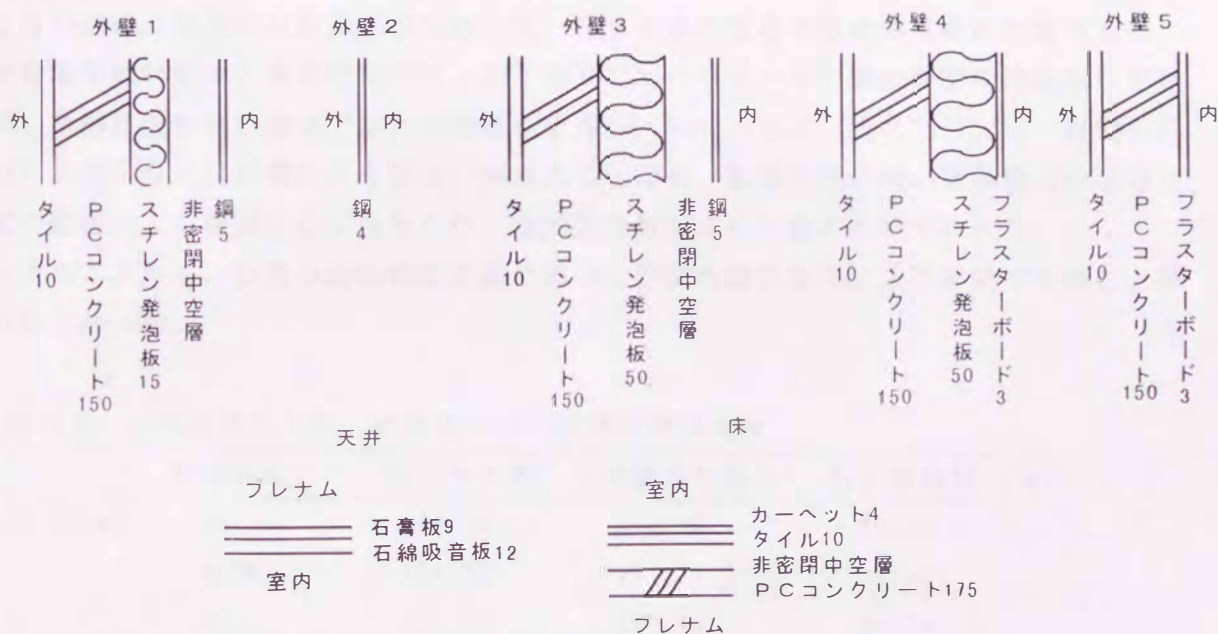 外壁1
外
内
タイル10
PCコンクリート150
スチレン発泡板15
非密閉中空層
鋼5
外壁2
鋼4
外壁3
外
内
タイル10
PCコンクリート150
スチレン発泡板50
非密閉中空層
鋼5
外壁4
外
内
タイル10
PCコンクリート150
スチレン発泡板50
プラスターボード3
外壁5
外
内
タイル10
PCコンクリート150
プラスターボード3
天井
プレナム
石膏板9
石綿吸音板12
室内
床
室内
カーペット4
タイル10
非密閉中空層
PCコンクリート175
プレナム